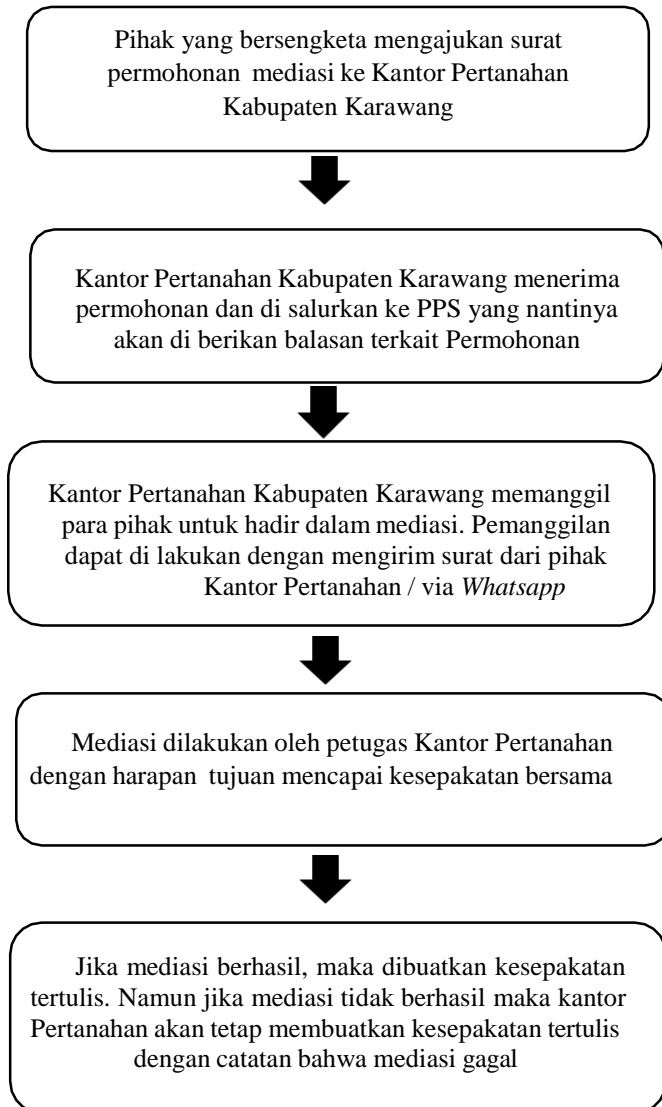 Pihak yang bersengketa mengajukan surat
permohonan mediasi ke Kantor Pertanahan
Kabupaten Karawang
Kantor Pertanahan Kabupaten Karawang menerima
permohonan dan di salurkan ke PPS yang nantinya
akan di berikan balasan terkait Permohonan
Kantor Pertanahan Kabupaten Karawang memanggil
para pihak untuk hadir dalam mediasi. Pemanggilan
dapat di lakukan dengan mengirim surat dari pihak
Kantor Pertanahan / via Whatsapp
Mediasi dilakukan oleh petugas Kantor Pertanahan
dengan harapan tujuan mencapai kesepakatan bersama
Jika mediasi berhasil, maka dibuatkan kesepakatan
tertulis. Namun jika mediasi tidak berhasil maka kantor
Pertanahan akan tetap membuatkan kesepakatan tertulis
dengan catatan bahwa mediasi gagal